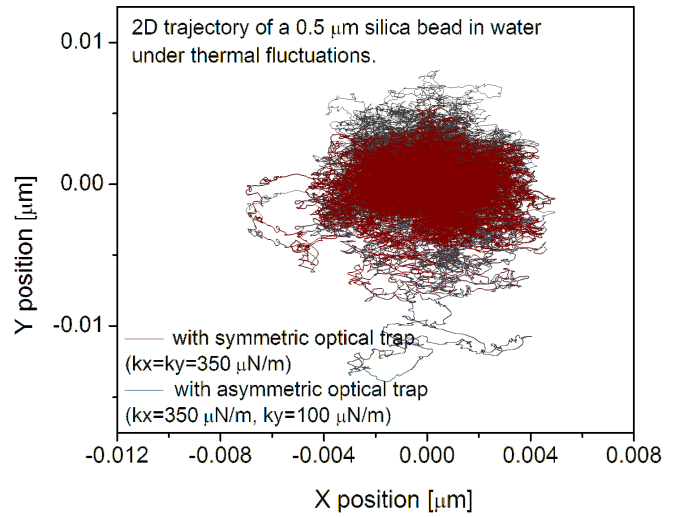 2D trajectory of a 0.5 μm silica bead in water
under thermal fluctuations.
0.01
0.00
-0.01
Y position [μm]
with symmetric optical trap
(kx=ky=350 μN/m)
with asymmetric optical trap
(kx=350 μN/m, ky=100 μN/m)
-0.012 -0.008 -0.004 0.000 0.004 0.008
X position [μm]